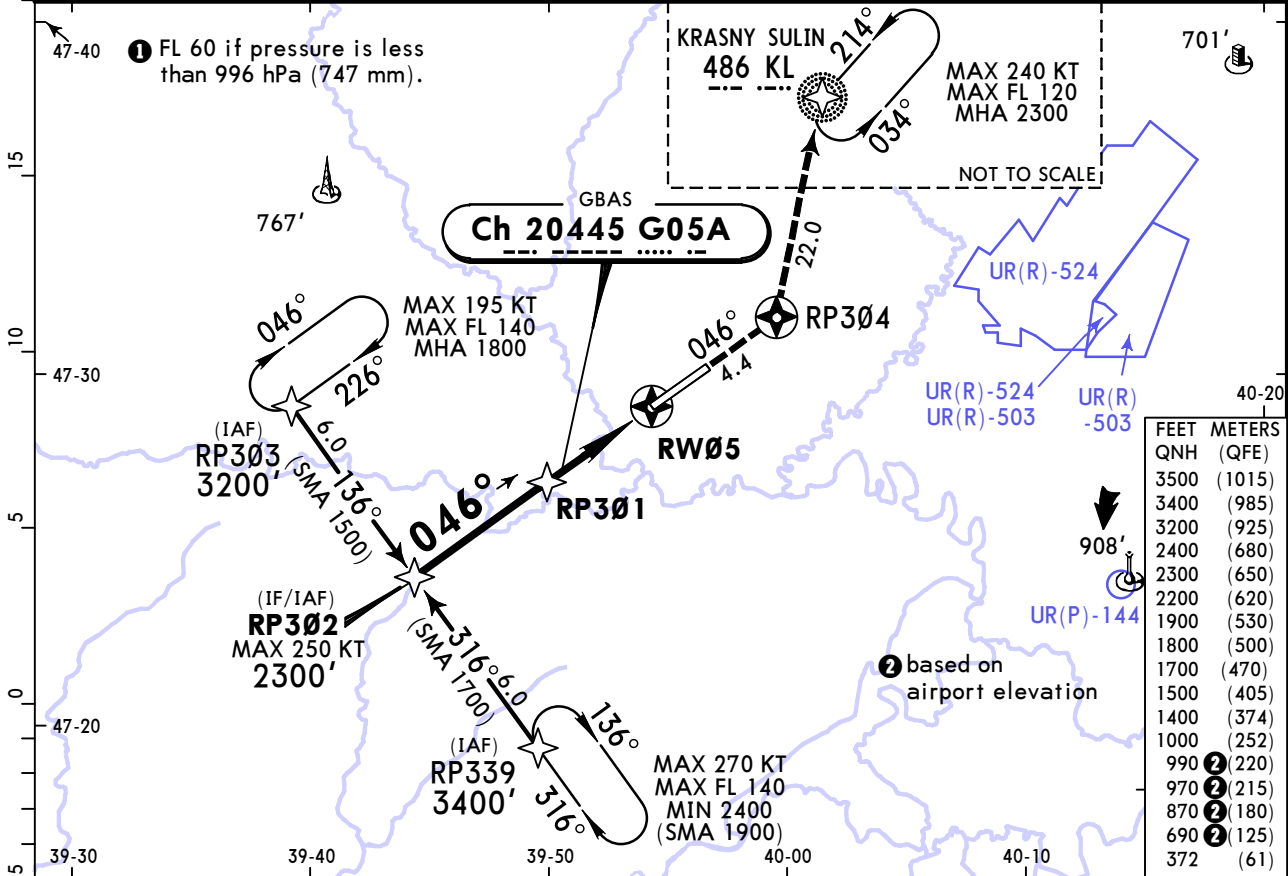 47-40
❶ FL 60 if pressure is less
than 996 hPa (747 mm).
KRASNY SULIN
486 KL
214°
034°
MAX 240 KT
MAX FL 120
MHA 2300
NOT TO SCALE
701'
15
767'
GBAS
Ch 20445 G05A
22.0
UR(R)-524
046°
226°
MAX 195 KT
MAX FL 140
MHA 1800
10
47-30
RP3Ø4
046°
4.4
UR(R)-524
UR(R)-503
UR(R)
-503
40-20
(IAF)
RP3Ø3
3200'
6.0
136°
(SMA 1500)
RWØ5
046°
RP3Ø1
5
908'
UR(P)-144
(IF/IAF)
RP3Ø2
MAX 250 KT
2300'
316°
6.0
(SMA 1700)
❷ based on
airport elevation
0
47-20
(IAF)
RP339
3400'
136°
316°
MAX 270 KT
MAX FL 140
MIN 2400
(SMA 1900)
FEET METERS
QNH (QFE)
3500 (1015)
3400 (985)
3200 (925)
2400 (680)
2300 (650)
2200 (620)
1900 (530)
1800 (500)
1700 (470)
1500 (405)
1400 (374)
1000 (252)
990 ❷(220)
970 ❷(215)
870 ❷(180)
690 ❷(125)
372 (61)
5
39-30
39-40
39-50
40-00
40-10